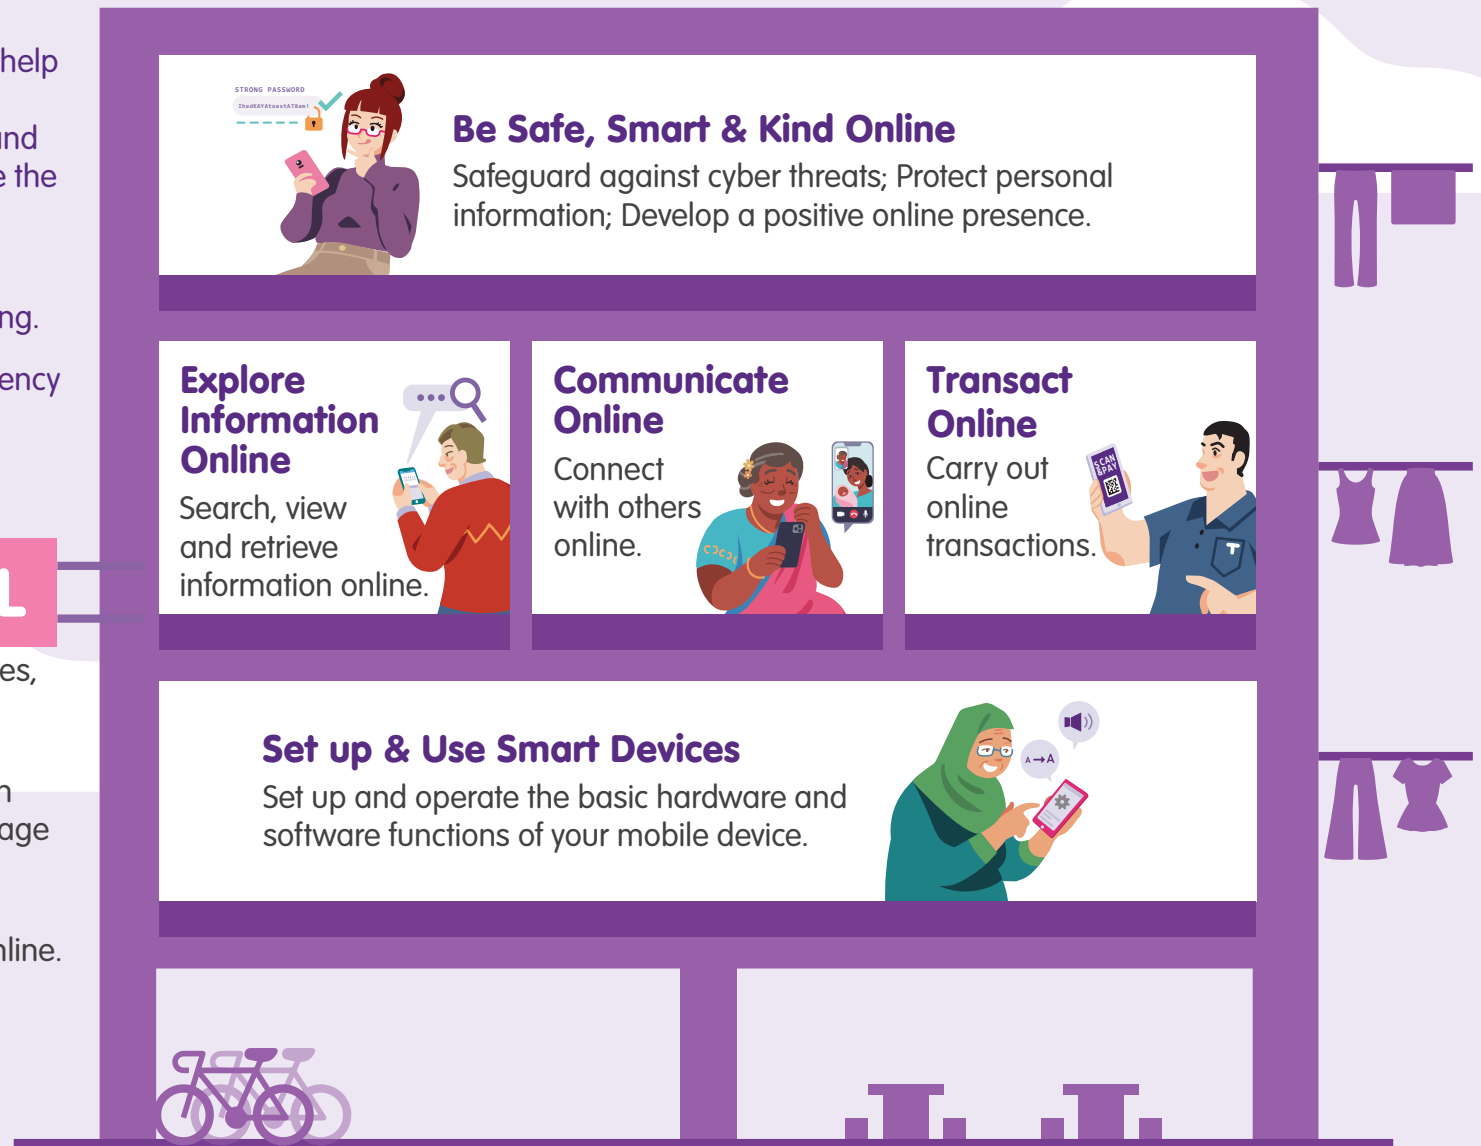 help
and
e the
ng.
ency
L
es,
n
age
nline.
STRONG PASSWORD
IhadKAYAtoastAT8am!
Be Safe, Smart & Kind Online
Safeguard against cyber threats; Protect personal
information; Develop a positive online presence.
Explore
Information
Online
Search, view
and retrieve
information online.
Communicate
Online
Connect
with others
online.
Transact
Online
Carry out
online
transactions.
SCAN
&PAY
T
Set up & Use Smart Devices
Set up and operate the basic hardware and
software functions of your mobile device.
A→A